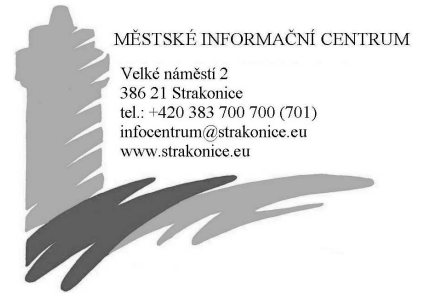 MĚSTSKÉ INFORMAČNÍ CENTRUM
Velké náměstí 2
386 21 Strakonice
tel.: +420 383 700 700 (701)
infocentrum@strakonice.eu
www.strakonice.eu